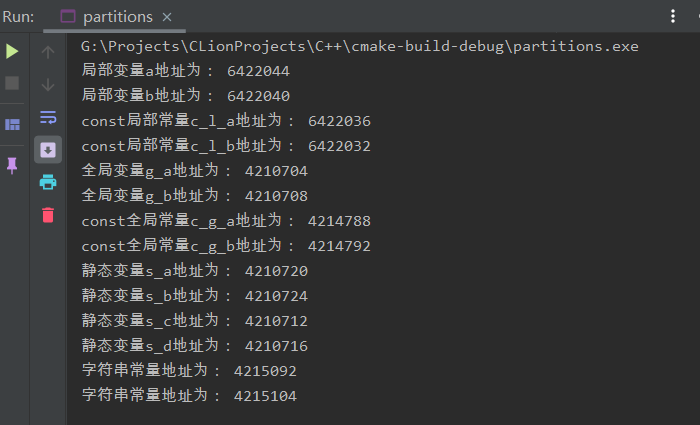 Run: partitions ×
G:\Projects\CLionProjects\C++\cmake-build-debug\partitions.exe
局部变量a地址为： 6422044
局部变量b地址为： 6422040
const局部常量c_l_a地址为： 6422036
const局部常量c_l_b地址为： 6422032
全局变量g_a地址为： 4210704
全局变量g_b地址为： 4210708
const全局常量c_g_a地址为： 4214788
const全局常量c_g_b地址为： 4214792
静态变量s_a地址为： 4210720
静态变量s_b地址为： 4210724
静态变量s_c地址为： 4210712
静态变量s_d地址为： 4210716
字符串常量地址为： 4215092
字符串常量地址为： 4215104